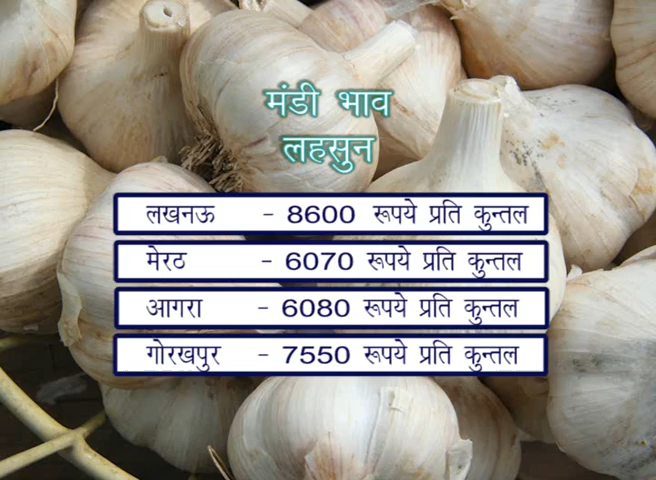 मंडी भाव
लहसुन
लखनऊ - 8600 रूपये प्रति कुन्तल
मेरठ - 6070 रूपये प्रति कुन्तल
आगरा - 6080 रूपये प्रति कुन्तल
गोरखपुर - 7550 रूपये प्रति कुन्तल